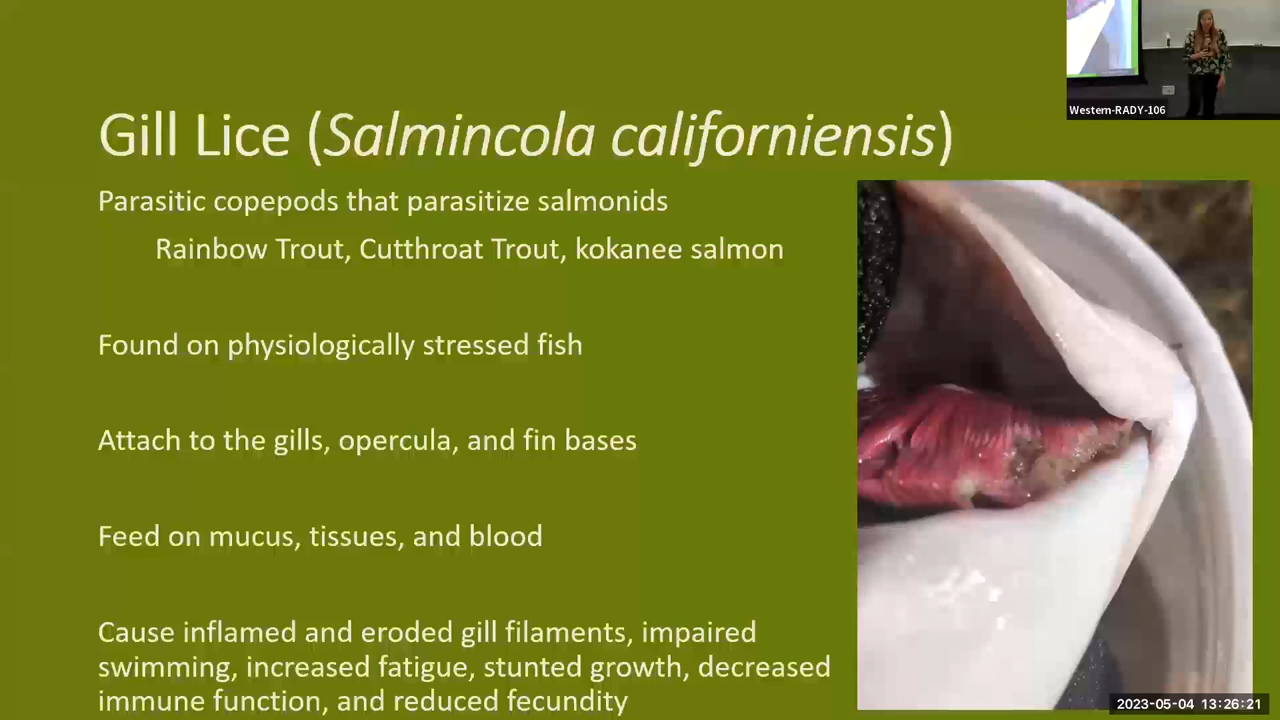 Western-RADY-106
Gill Lice (Salmincola californiensis)
Parasitic copepods that parasitize salmonids
Rainbow Trout, Cutthroat Trout, kokanee salmon
Found on physiologically stressed fish
Attach to the gills, opercula, and fin bases
Feed on mucus, tissues, and blood
Cause inflamed and eroded gill filaments, impaired
swimming, increased fatigue, stunted growth, decreased
immune function, and reduced fecundity
2023-05-04 13:26:21